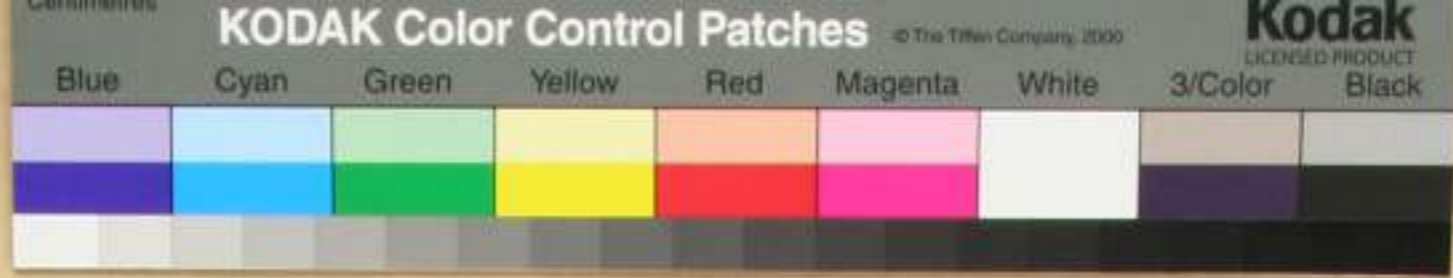 Centimetres
KODAK Color Control Patches © The Tiffen Company, 2000 Kodak
LICENSED PRODUCT
Blue Cyan Green Yellow Red Magenta White 3/Color Black